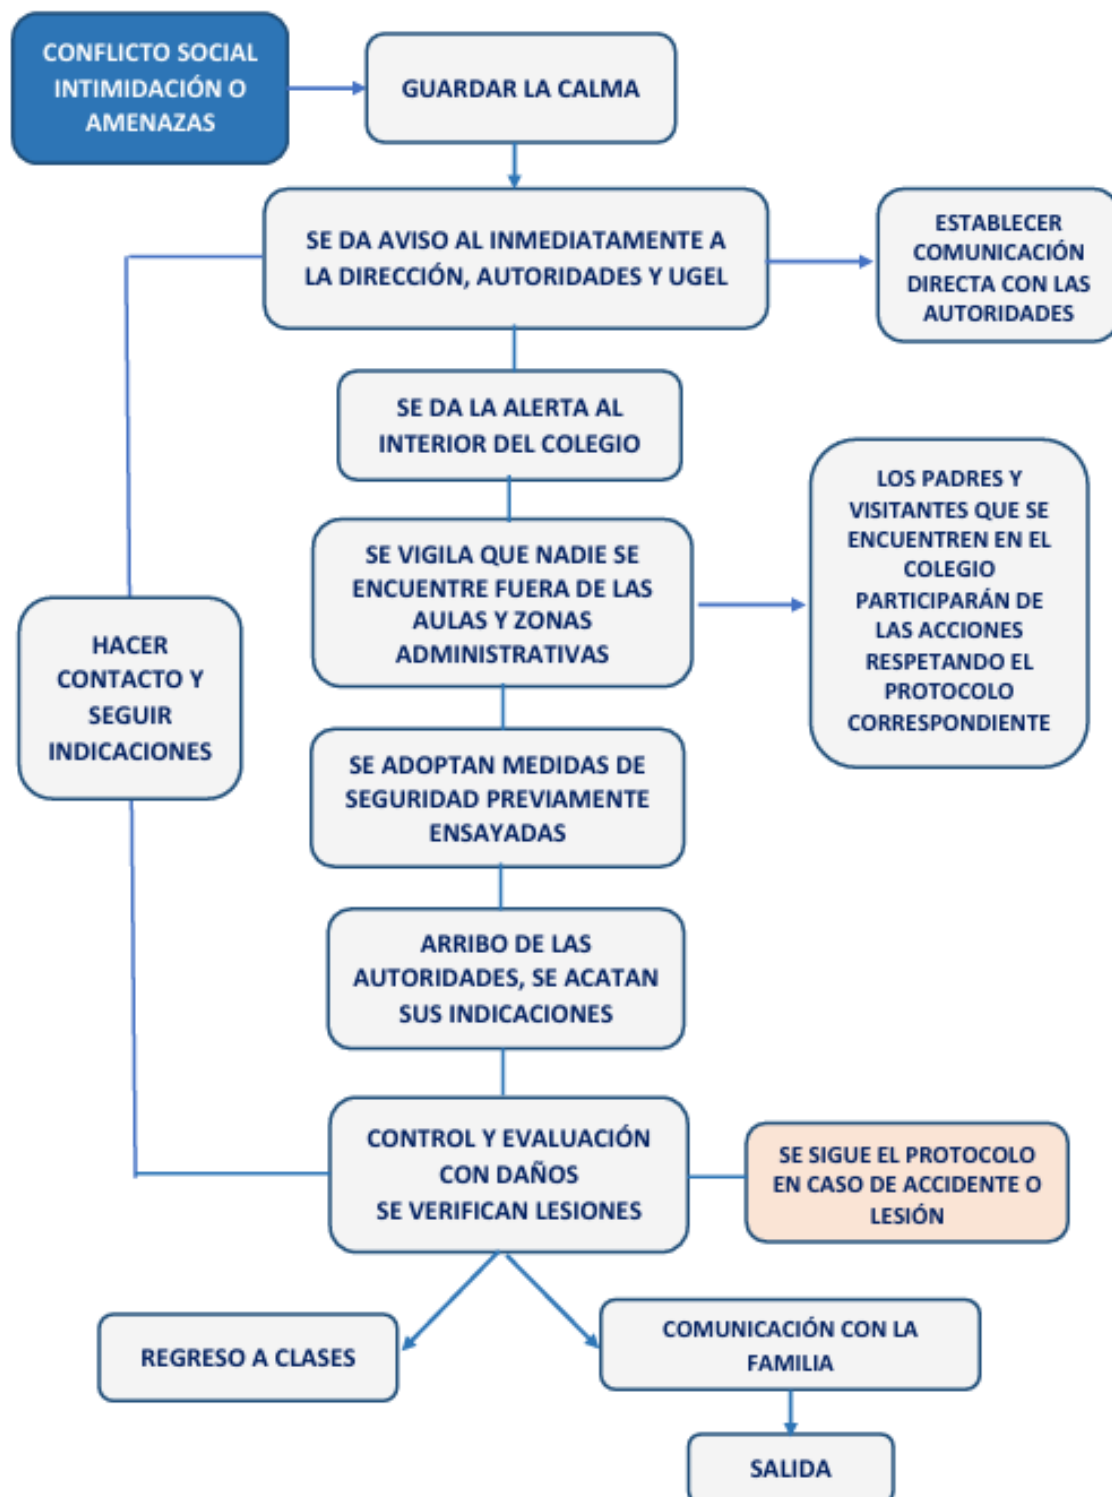 CONFLICTO SOCIAL
INTIMIDACIÓN O
AMENAZAS
GUARDAR LA CALMA
SE DA AVISO AL INMEDIATAMENTE A
LA DIRECCIÓN, AUTORIDADES Y UGEL
ESTABLECER
COMUNICACIÓN
DIRECTA CON LAS
AUTORIDADES
SE DA LA ALERTA AL
INTERIOR DEL COLEGIO
SE VIGILA QUE NADIE SE
ENCUENTRE FUERA DE LAS
AULAS Y ZONAS
ADMINISTRATIVAS
LOS PADRES Y
VISITANTES QUE SE
ENCUENTREN EN EL
COLEGIO
PARTICIPARÁN DE
LAS ACCIONES
RESPETANDO EL
PROTOCOLO
CORRESPONDIENTE
HACER
CONTACTO Y
SEGUIR
INDICACIONES
SE ADOPTAN MEDIDAS DE
SEGURIDAD PREVIAMENTE
ENSAYADAS
ARRIBO DE LAS
AUTORIDADES, SE ACATAN
SUS INDICACIONES
CONTROL Y EVALUACIÓN
CON DAÑOS
SE VERIFICAN LESIONES
SE SIGUE EL PROTOCOLO
EN CASO DE ACCIDENTE O
LESIÓN
REGRESO A CLASES
COMUNICACIÓN CON LA
FAMILIA
SALIDA